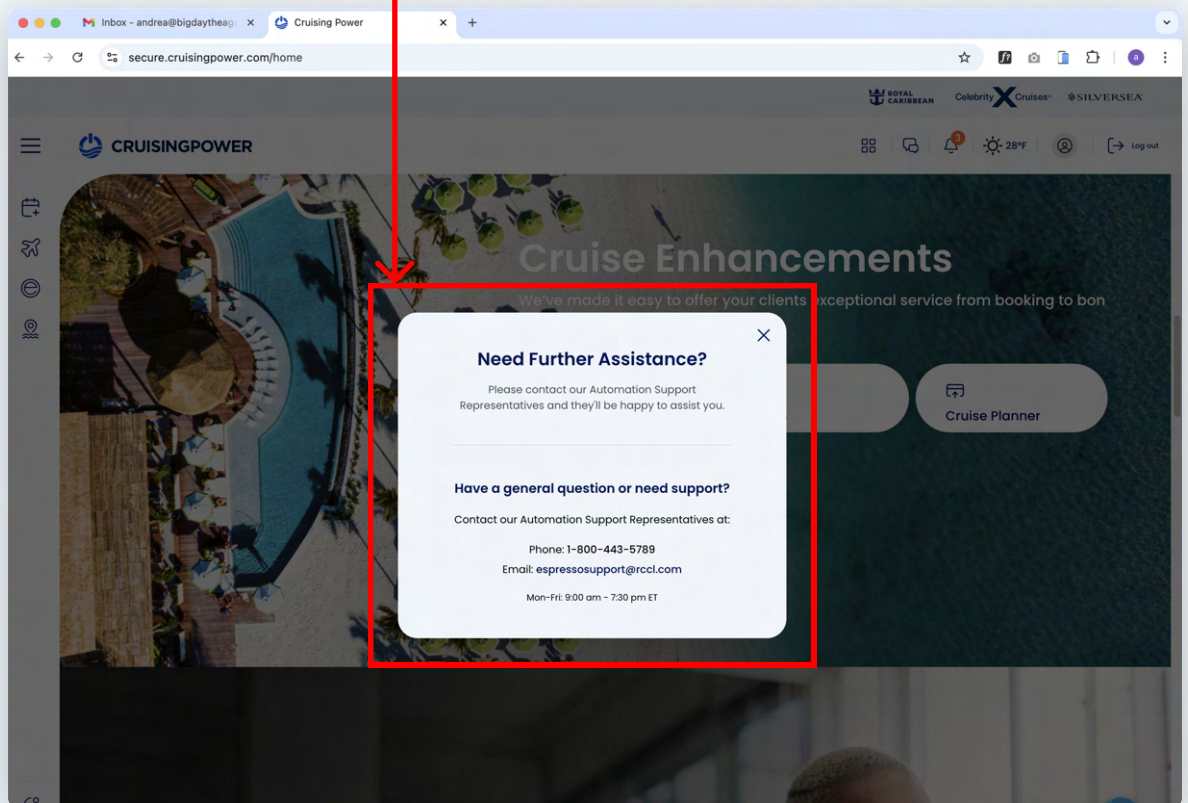 Inbox - andrea@bigdaytheag
Cruising Power
secure.cruisingpower.com/home
a
ROYAL
CARIBBEAN
Celebrity X Cruises®
SILVERSEA
CRUISINGPOWER
3
28°F
Log out
Cruise Enhancements
We've made it easy to offer your clients exceptional service from booking to bon
Cruise Planner
Need Further Assistance?
Please contact our Automation Support
Representatives and they'll be happy to assist you.
Have a general question or need support?
Contact our Automation Support Representatives at:
Phone: 1-800-443-5789
Email: espressosupport@rccl.com
Mon-Fri: 9:00 am - 7:30 pm ET